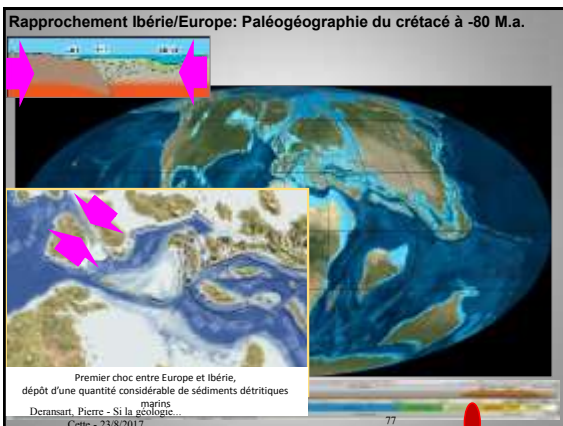 Rapprochement Ibérie/Europe: Paléogéographie du crétacé à -80 M.a.
Premier choc entre Europe et Ibérie,
dépôt d'une quantité considérable de sédiments détritiques
marins
Deransart, Pierre - Si la géologie...
Cette - 23/8/2017
77